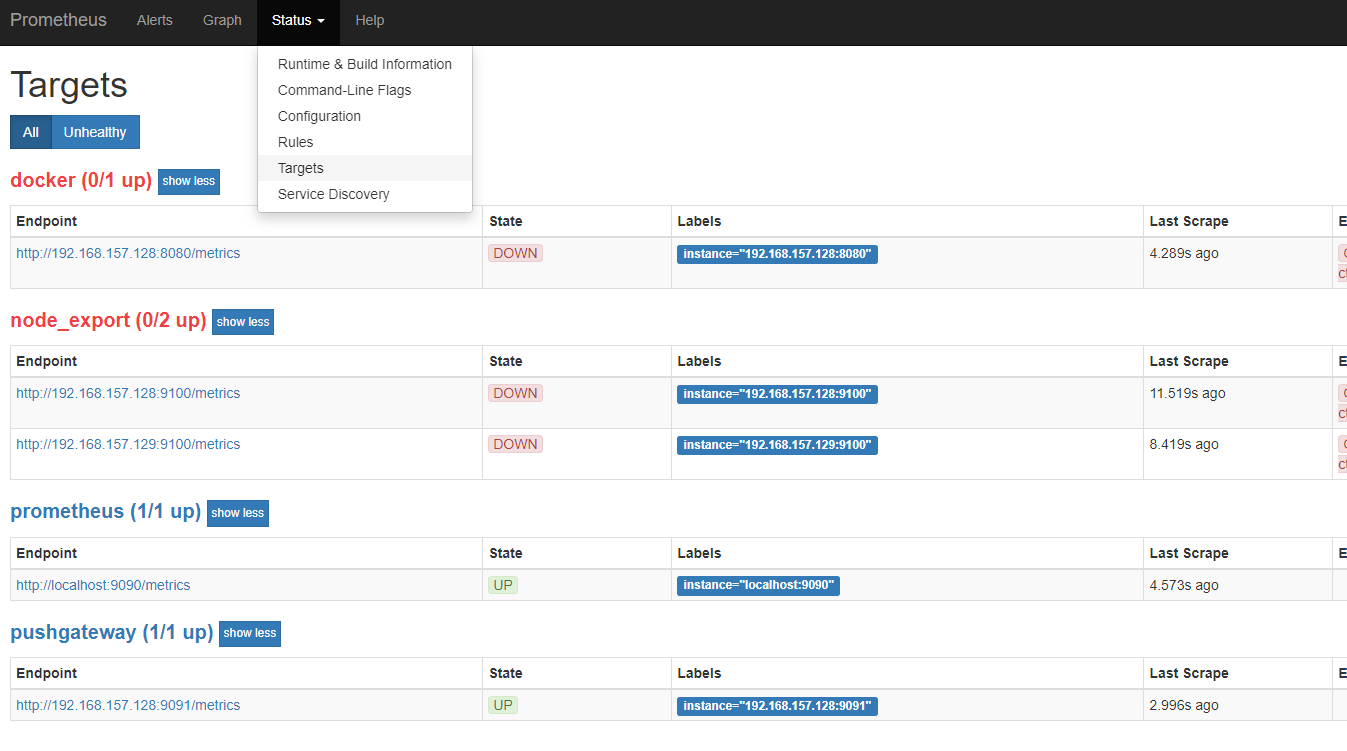 Prometheus Alerts Graph Status Help
Runtime & Build Information
Command-Line Flags
Configuration
Rules
Targets
Service Discovery
Targets
All Unhealthy
docker (0/1 up) show less
Endpoint State Labels Last Scrape E
http://192.168.157.128:8080/metrics DOWN instance="192.168.157.128:8080" 4.289s ago
node_export (0/2 up) show less
Endpoint State Labels Last Scrape E
http://192.168.157.128:9100/metrics DOWN instance="192.168.157.128:9100" 11.519s ago
http://192.168.157.129:9100/metrics DOWN instance="192.168.157.129:9100" 8.419s ago
prometheus (1/1 up) show less
Endpoint State Labels Last Scrape E
http://localhost:9090/metrics UP instance="localhost:9090" 4.573s ago
pushgateway (1/1 up) show less
Endpoint State Labels Last Scrape E
http://192.168.157.128:9091/metrics UP instance="192.168.157.128:9091" 2.996s ago